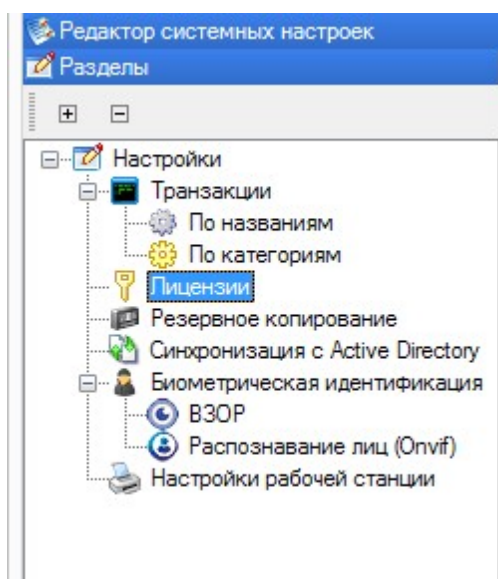 Редактор системных настроек
Разделы
Настройки
Транзакции
По названиям
По категориям
Лицензии
Резервное копирование
Синхронизация с Active Directory
Биометрическая идентификация
ВЗОР
Распознавание лиц (Onvif)
Настройки рабочей станции